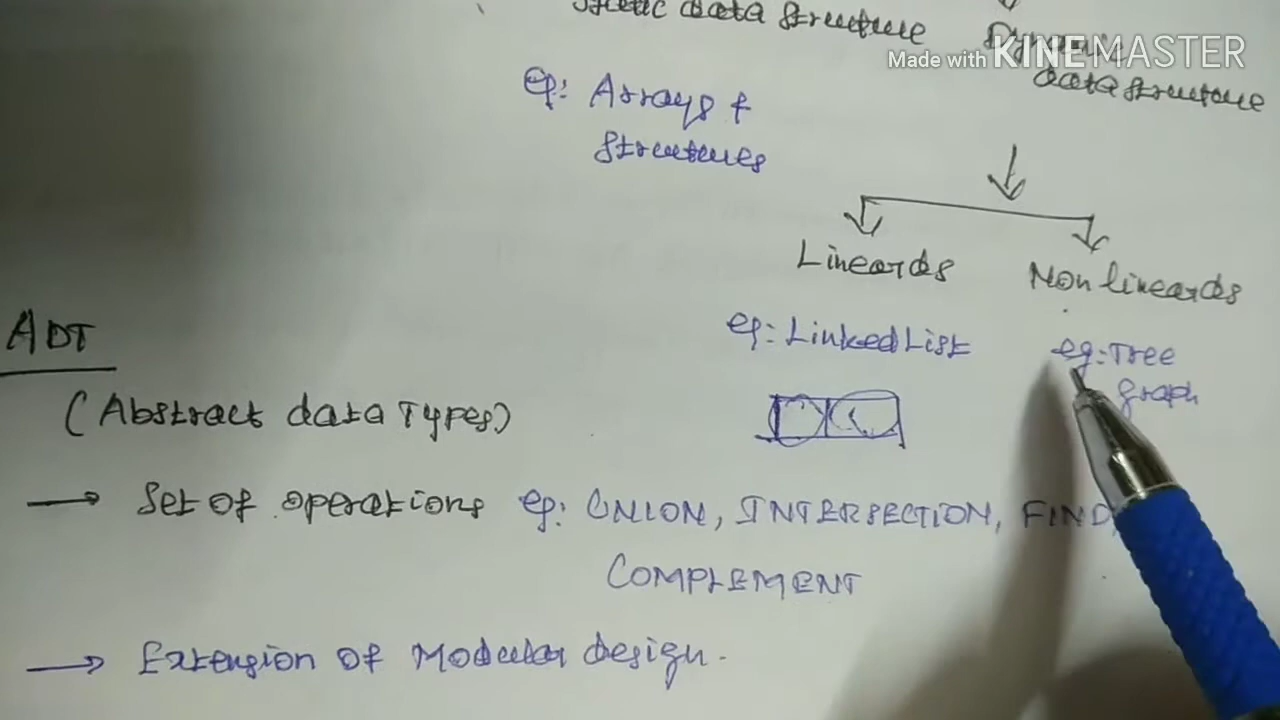 Static data structure
Dynamic
data structure
Made with KINEMASTER
eg: Arrays +
Structures
Linear ds
Non linear ds
eg: Linked List
eg: Tree
graph
ADT
(Abstract data Types)
→ Set of operations eg: UNION, INTERSECTION, FIND,
COMPLEMENT
→ Extension of Modular design.